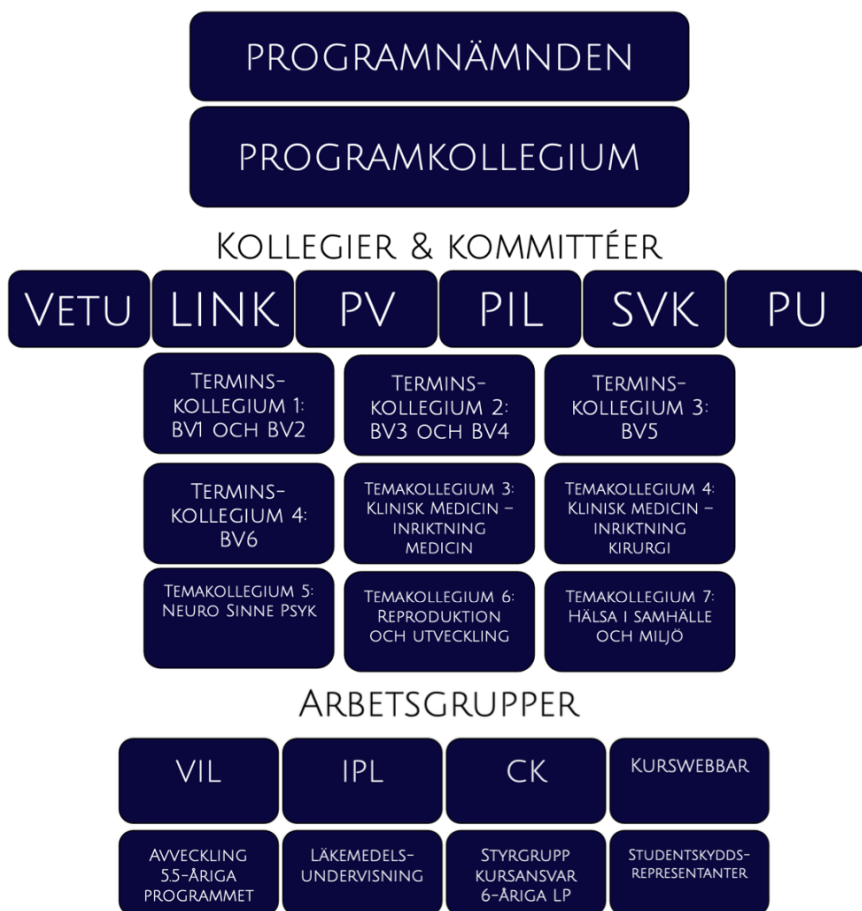 PROGRAMNÄMNDEN
PROGRAMKOLLEGIUM
KOLLEGIER & KOMMITTÉER
VETU
LINK
PV
PIL
SVK
PU
TERMINS-
KOLLEGIUM 1:
BV1 OCH BV2
TERMINS-
KOLLEGIUM 2:
BV3 OCH BV4
TERMINS-
KOLLEGIUM 3:
BV5
TERMINS-
KOLLEGIUM 4:
BV6
TEMAKOLLEGIUM 3:
KLINISK MEDICIN –
INRIKTNING
MEDICIN
TEMAKOLLEGIUM 4:
KLINISK MEDICIN –
INRIKTNING
KIRURGI
TEMAKOLLEGIUM 5:
NEURO SINNE PSYK
TEMAKOLLEGIUM 6:
REPRODUKTION
OCH UTVECKLING
TEMAKOLLEGIUM 7:
HÄLSA I SAMHÄLLE
OCH MILJÖ
ARBETSGRUPPER
VIL
IPL
CK
KURSWEBBAR
AVVECKLING
5.5-ÅRIGA
PROGRAMMET
LÄKEMEDELS-
UNDERVISNING
STYRGRUPP
KURSANSVAR
6-ÅRIGA LP
STUDENTSKYDDS-
REPRESENTANTER